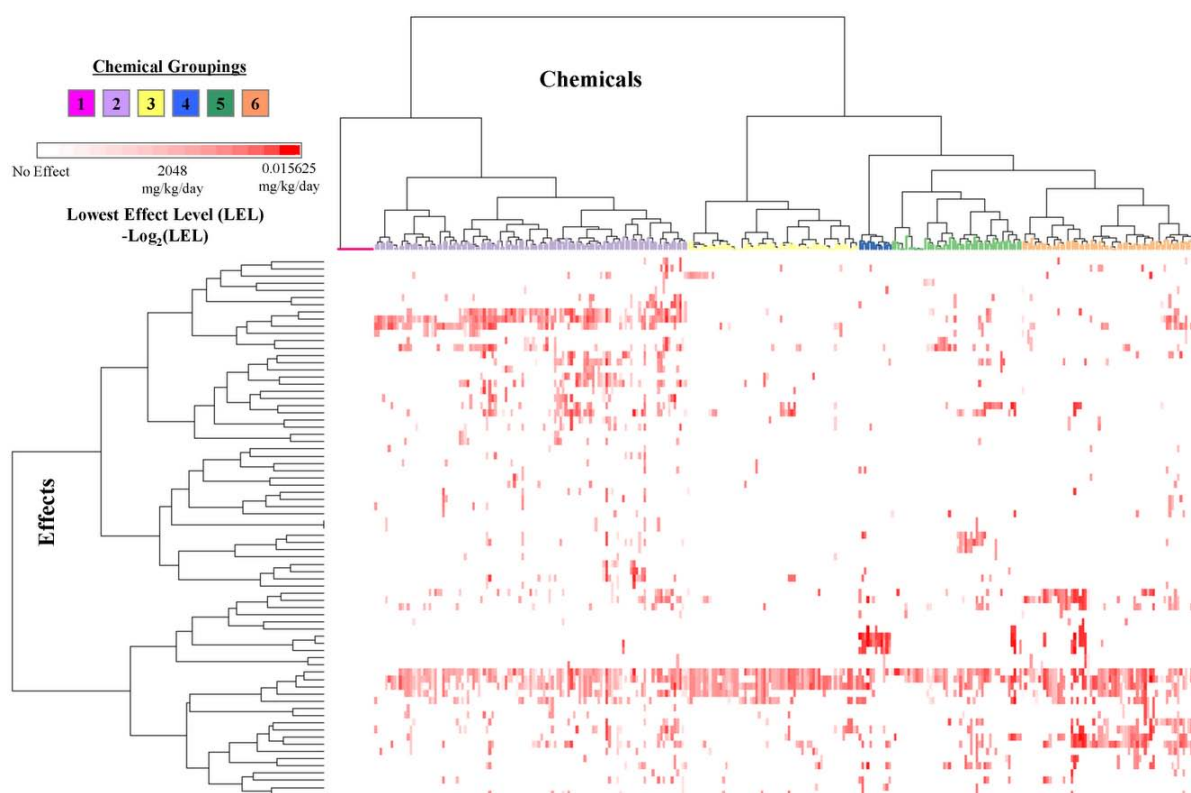 Chemical Groupings
1 2 3 4 5 6
No Effect
2048
mg/kg/day
0.015625
mg/kg/day
Lowest Effect Level (LEL)
-Log₂(LEL)
Chemicals
Effects